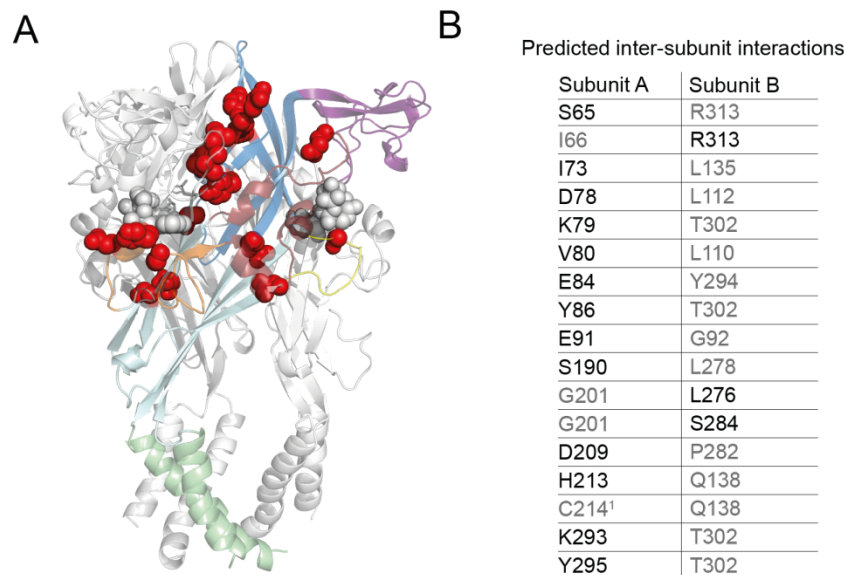 A
B
Predicted inter-subunit interactions
Subunit A Subunit B
S65 R313
I66 R313
I73 L135
D78 L112
K79 T302
V80 L110
E84 Y294
Y86 T302
E91 G92
S190 L278
G201 L276
G201 S284
D209 P282
H213 Q138
C214¹ Q138
K293 T302
Y295 T302